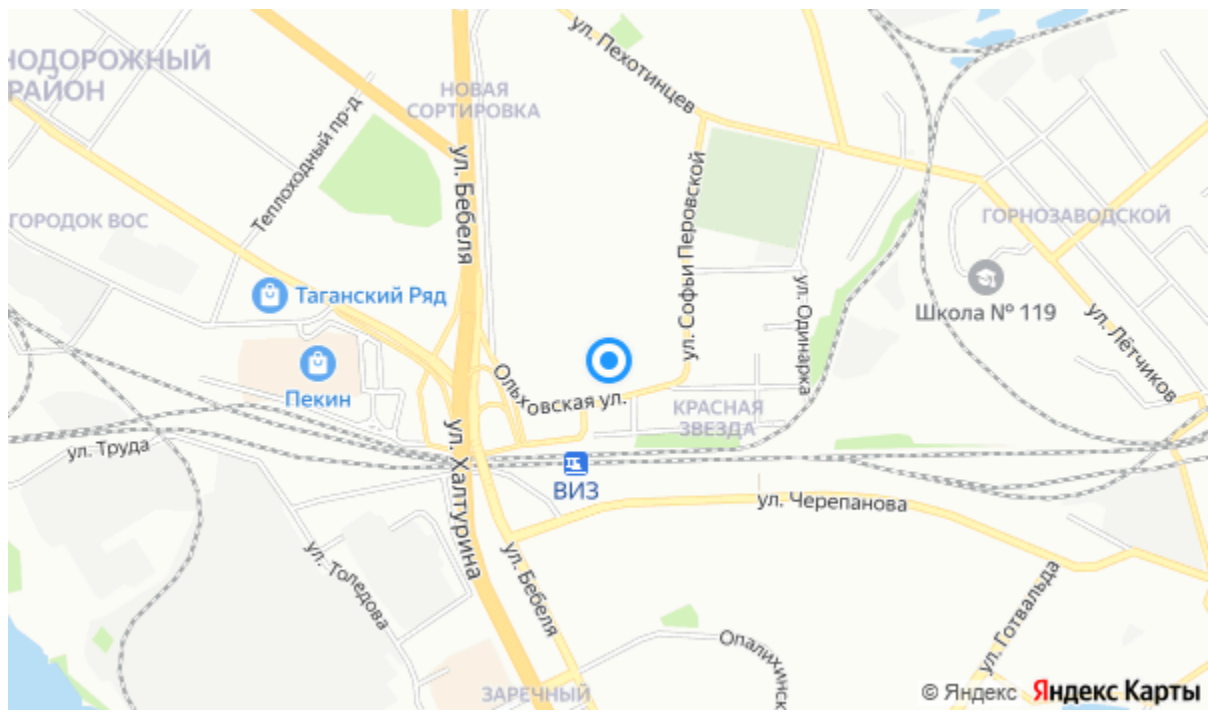 ул. Пехотинцев
НОДОРОЖНЫЙ
РАЙОН
НОВАЯ
СОРТИРОВКА
Теплоходный пр-д
ул. Бебеля
ул. Софьи Перовской
ГОРОДОК ВОС
ГОРНОЗАВОДСКОЙ
Таганский Ряд
ул. Одинарка
Школа № 119
ул. Лётчиков
Пекин
Ольховская ул.
КРАСНАЯ
ЗВЕЗДА
ул. Труда
ул. Халтурина
ВИЗ
ул. Черепанова
ул. Толедова
ул. Бебеля
ул. Готвальда
Опалихинск
ЗАРЕЧНЫЙ
© Яндекс Яндекс Карты